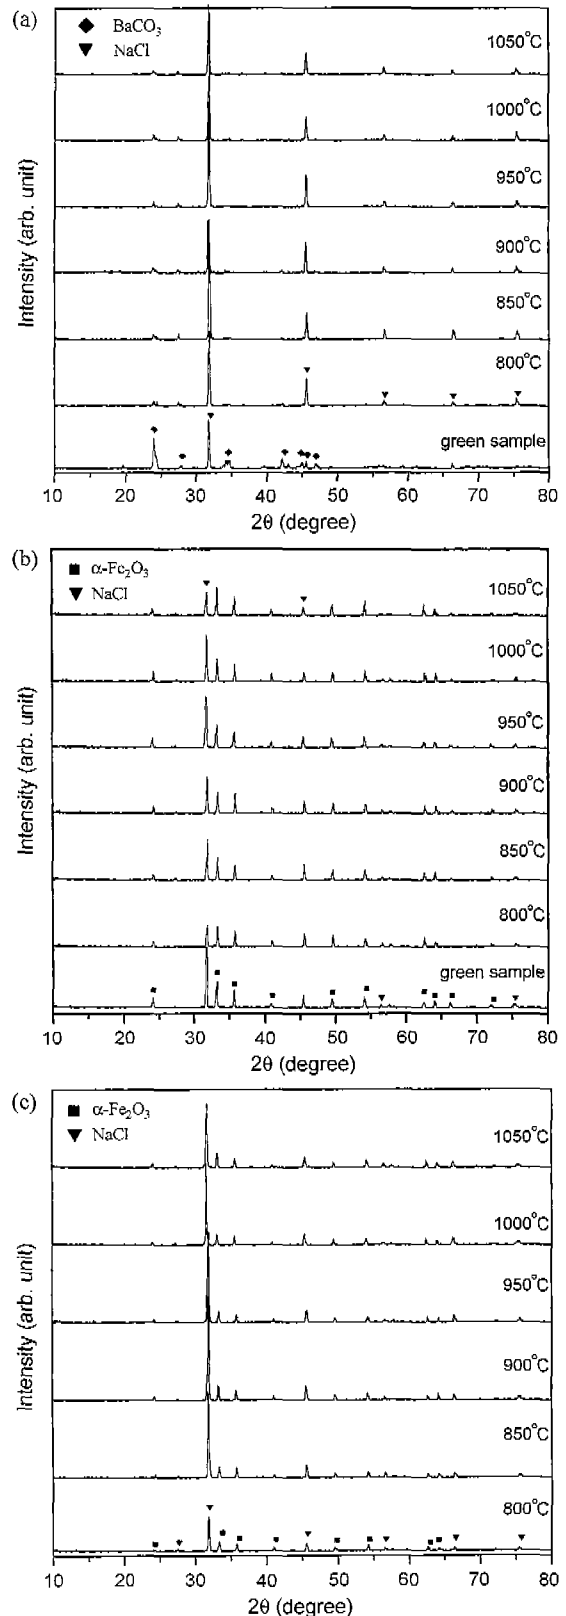 (a)
BaCO3
NaCl
1050°C
1000°C
950°C
900°C
850°C
800°C
green sample
Intensity (arb. unit)
10 20 30 40 50 60 70 80
2θ (degree)
(b)
α-Fe2O3
NaCl
1050°C
1000°C
950°C
900°C
850°C
800°C
green sample
Intensity (arb. unit)
10 20 30 40 50 60 70 80
2θ (degree)
(c)
α-Fe2O3
NaCl
1050°C
1000°C
950°C
900°C
850°C
800°C
Intensity (arb. unit)
10 20 30 40 50 60 70 80
2θ (degree)